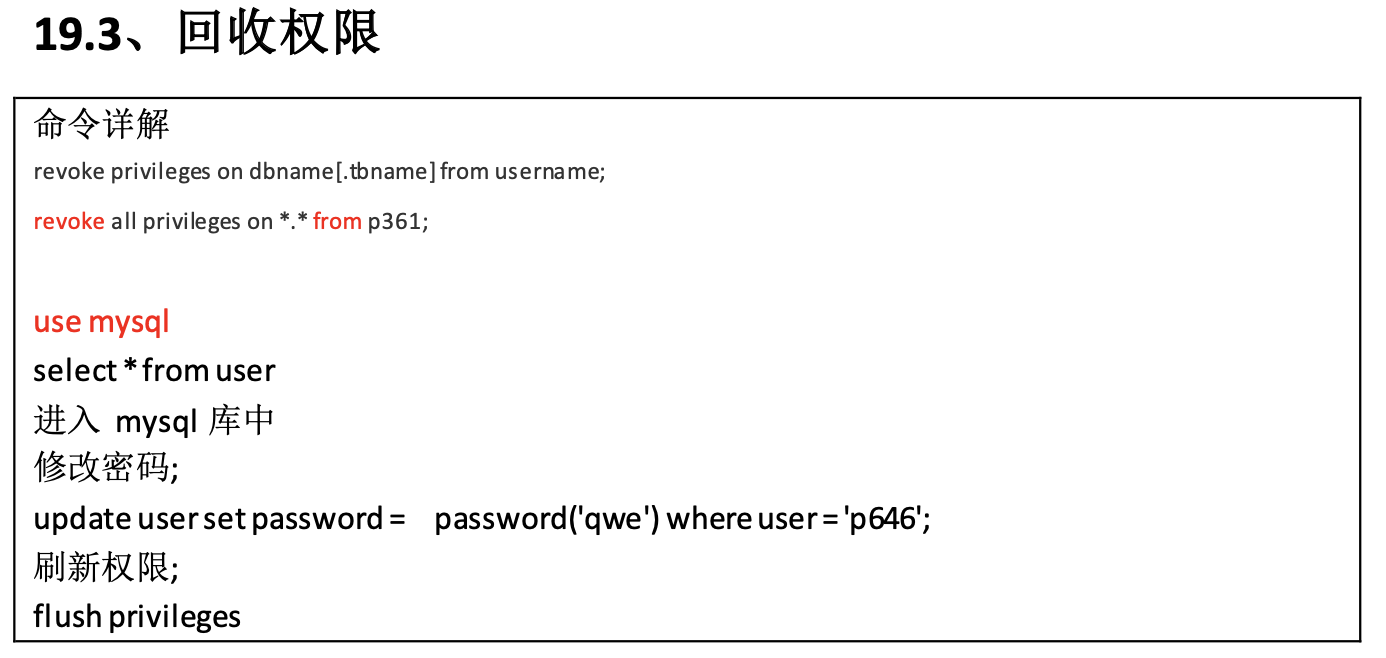 19.3、回收权限
命令详解
revoke privileges on dbname[.tbname] from username;
revoke all privileges on *.* from p361;
use mysql
select * from user
进入 mysql 库中
修改密码;
update user set password = password('qwe') where user = 'p646';
刷新权限;
flush privileges